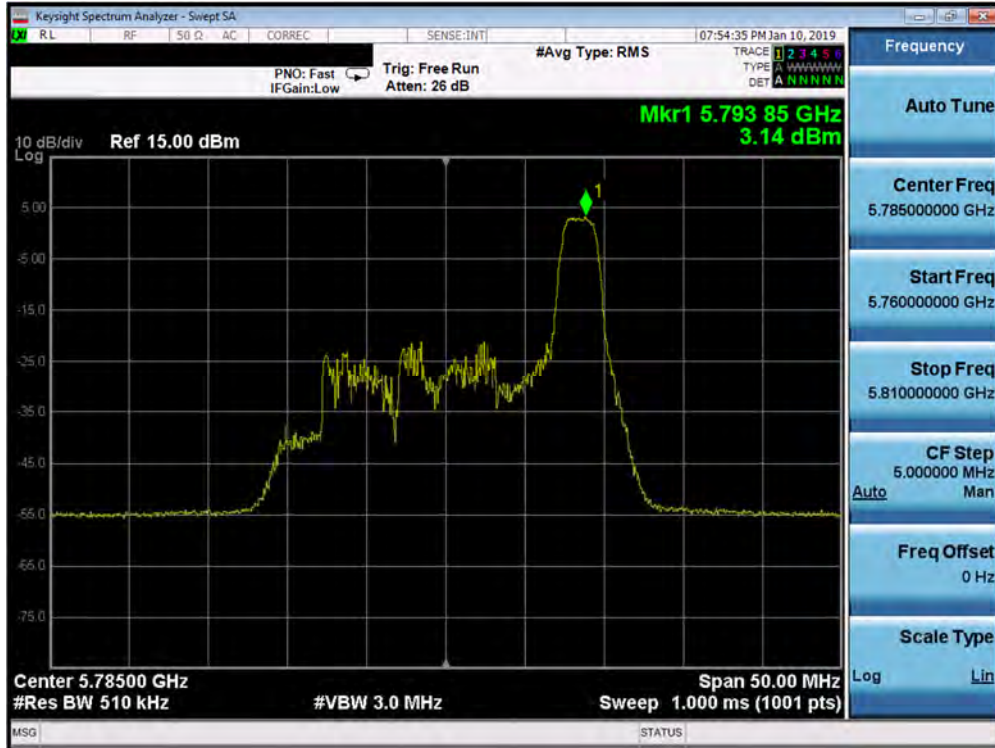 Keysight Spectrum Analyzer - Swept SA
LXI RL RF 50 Ω AC CORREC SENSE:INT 07:54:35 PM Jan 10, 2019
PNO: Fast
IFGain:Low
Trig: Free Run
Atten: 26 dB
#Avg Type: RMS
TRACE 1 2 3 4 5 6
TYPE A WWWWW
DET A N N N N N
Mkr1 5.793 85 GHz
3.14 dBm
10 dB/div Ref 15.00 dBm
Log
1
5.00
-5.00
-15.0
-25.0
-35.0
-45.0
-55.0
-65.0
-75.0
Center 5.78500 GHz
Span 50.00 MHz
#Res BW 510 kHz
#VBW 3.0 MHz
Sweep 1.000 ms (1001 pts)
MSG
STATUS
Frequency
Auto Tune
Center Freq
5.785000000 GHz
Start Freq
5.760000000 GHz
Stop Freq
5.810000000 GHz
CF Step
5.000000 MHz
Auto Man
Freq Offset
0 Hz
Scale Type
Log Lin